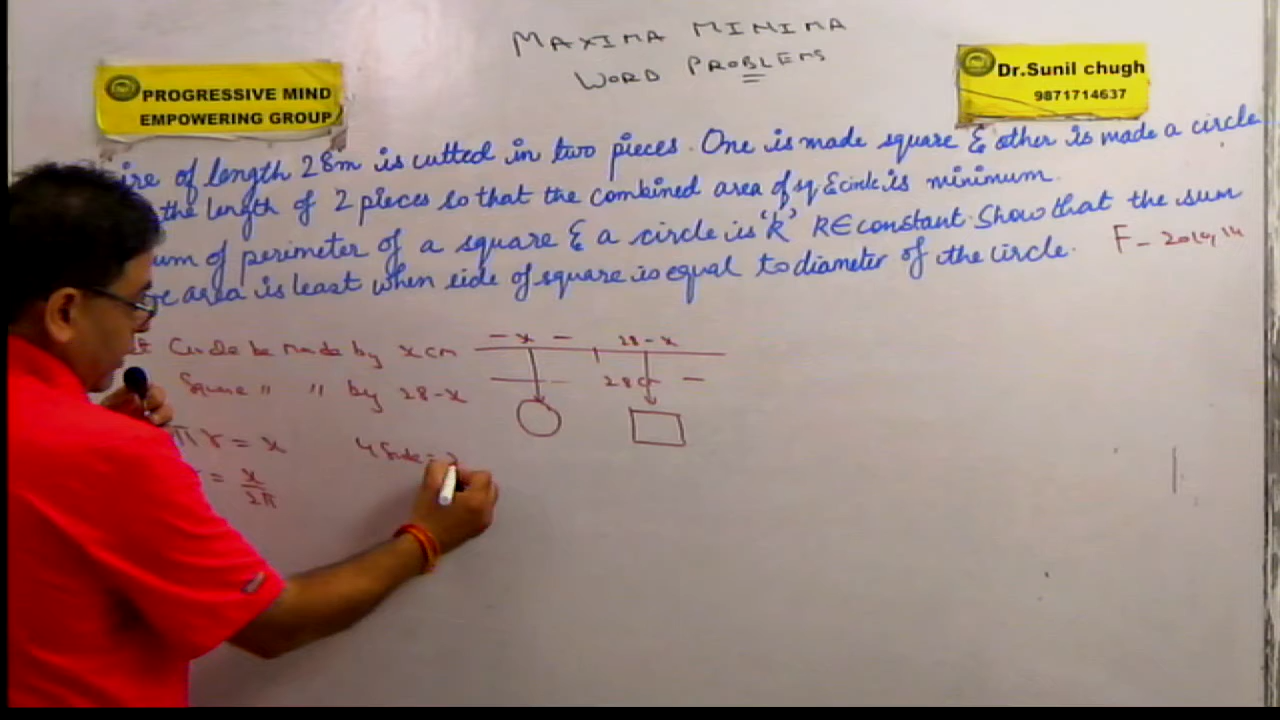 MAXIMA MINIMA
WORD PROBLEMS
PROGRESSIVE MIND
EMPOWERING GROUP
Dr.Sunil chugh
9871714637
ire of length 28m is cutted in two pieces. One is made square & other is made a circle
the length of 2 pieces so that the combined area of sq & circle is minimum.
um of perimeter of a square & a circle is 'K' K∈constant. Show that the sum
area is least when side of square is equal to diameter of the circle.
F-
Circle be made by x cm
Square " " by 28-x
- x -
28-x
28
πr = x
= x/2π
4 Side =